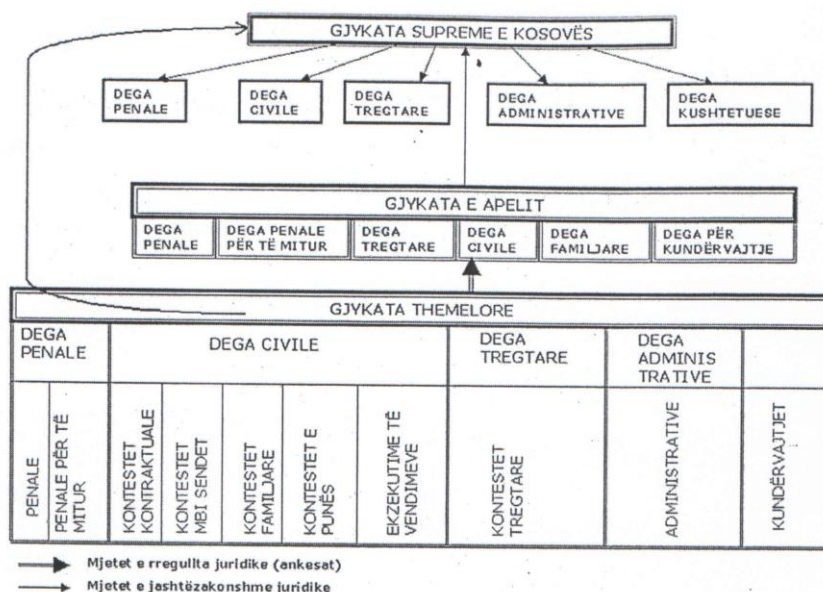 GJYKATA SUPREME E KOSOVËS
DEGA
PENALE
DEGA
CIVILE
DEGA
TREGTARE
DEGA
ADMINISTRATIVE
DEGA
KUSHTETUESE
GJYKATA E APELIT
DEGA
PENALE
DEGA PENALE
PËR TË MITUR
DEGA
TREGTARE
DEGA
CIVILE
DEGA
FAMILJARE
DEGA PËR
KUNDËRVAJTJE
GJYKATA THEMELORE
DEGA
PENALE
DEGA CIVILE
DEGA
TREGTARE
DEGA
ADMINIS
TRATIVE
PENALE
PENALE PËR TË
MITUR
KONTESTET
KONTRAKTUALE
KONTESTET
MBI SENDET
KONTESTET
FAMILJARE
KONTESTET E
PUNËS
EKZEKUTIME TË
VENDIMEVE
KONTESTET
TREGTARE
ADMINISTRATIVE
KUNDËRVAJTJET
Mjetet e rregullta juridike (ankesat)
Mjetet e jashtëzakonshme juridike